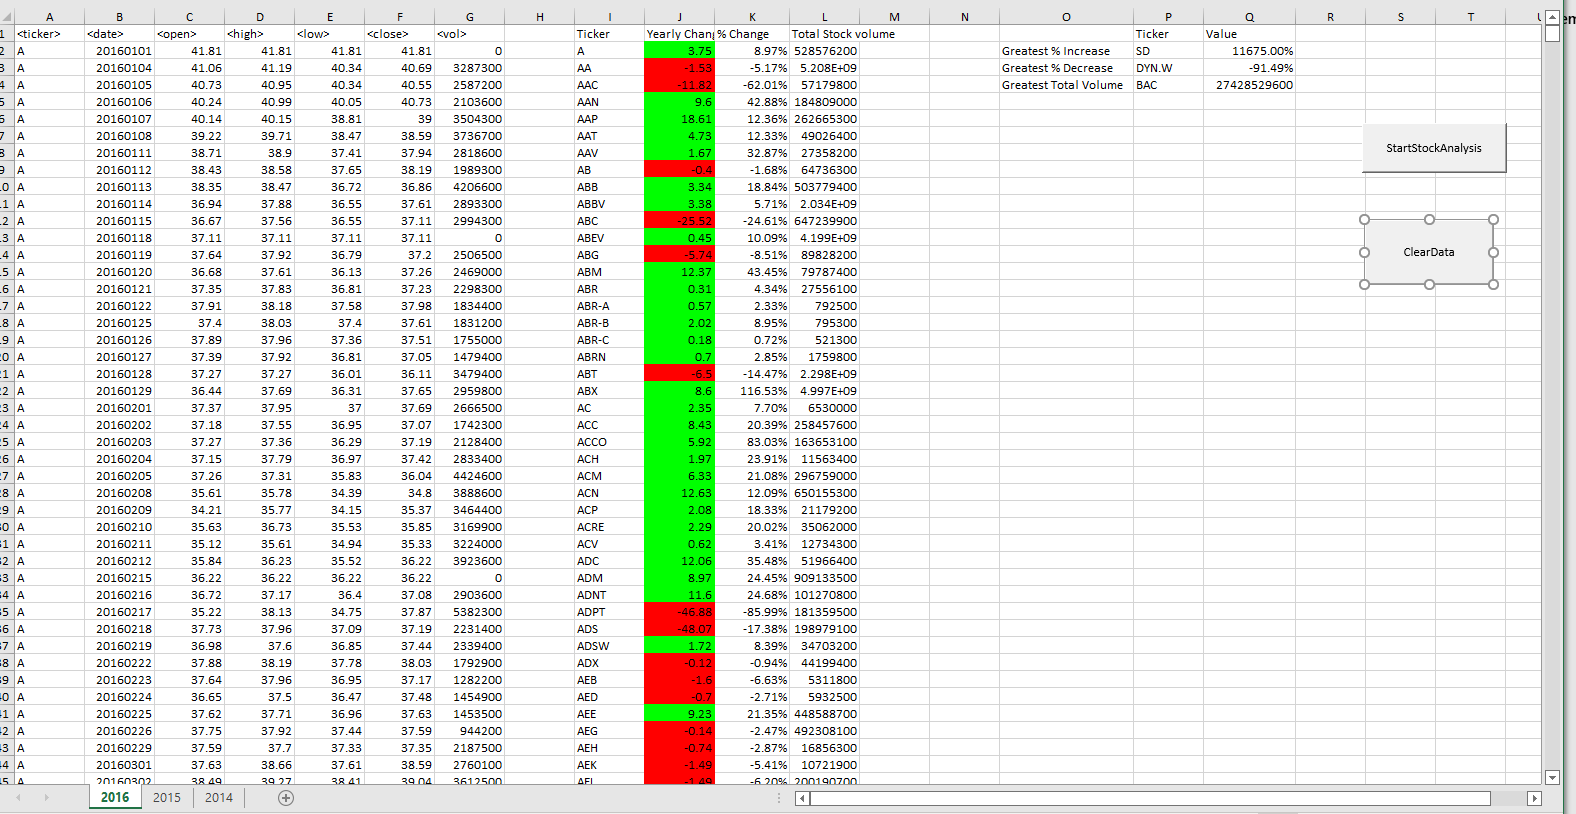 A B C D E F G H I J K L M N O P Q R S T
1 <ticker> <date> <open> <high> <low> <close> <vol> Ticker Yearly Chang % Change Total Stock volume Ticker Value
2 A 20160101 41.81 41.81 41.81 41.81 0 A 3.75 8.97% 528576200 Greatest % Increase SD 11675.00%
3 A 20160104 41.06 41.19 40.34 40.69 3287300 AA -1.53 -5.17% 5.208E+09 Greatest % Decrease DYN.W -91.49%
4 A 20160105 40.73 40.95 40.34 40.55 2587200 AAC -11.82 -62.01% 57179800 Greatest Total Volume BAC 27428529600
5 A 20160106 40.24 40.99 40.05 40.73 2103600 AAN 9.6 42.88% 184809000
6 A 20160107 40.14 40.15 38.81 39 3504300 AAP 18.61 12.36% 262665300
7 A 20160108 39.22 39.71 38.47 38.59 3736700 AAT 4.73 12.33% 49026400
8 A 20160111 38.71 38.9 37.41 37.94 2818600 AAV 1.67 32.87% 27358200 StartStockAnalysis
9 A 20160112 38.43 38.58 37.65 38.19 1989300 AB -0.4 -1.68% 64736300
.0 A 20160113 38.35 38.47 36.72 36.86 4206600 ABB 3.34 18.84% 503779400
.1 A 20160114 36.94 37.88 36.55 37.61 2893300 ABBV 3.38 5.71% 2.034E+09
.2 A 20160115 36.67 37.56 36.55 37.11 2994300 ABC -25.52 -24.61% 647239900
.3 A 20160118 37.11 37.11 37.11 37.11 0 ABEV 0.45 10.09% 4.199E+09
.4 A 20160119 37.64 37.92 36.79 37.2 2506500 ABG -5.74 -8.51% 89828200 ClearData
.5 A 20160120 36.68 37.61 36.13 37.26 2469000 ABM 12.37 43.45% 79787400
.6 A 20160121 37.35 37.83 36.81 37.23 2298300 ABR 0.31 4.34% 27556100
.7 A 20160122 37.91 38.18 37.58 37.98 1834400 ABR-A 0.57 2.33% 792500
.8 A 20160125 37.4 38.03 37.4 37.61 1831200 ABR-B 2.02 8.95% 795300
.9 A 20160126 37.89 37.96 37.36 37.51 1755000 ABR-C 0.18 0.72% 521300
20 A 20160127 37.39 37.92 36.81 37.05 1479400 ABRN 0.7 2.85% 1759800
21 A 20160128 37.27 37.27 36.01 36.11 3479400 ABT -6.5 -14.47% 2.298E+09
22 A 20160129 36.44 37.69 36.31 37.65 2959800 ABX 8.6 116.53% 4.997E+09
23 A 20160201 37.37 37.95 37 37.69 2666500 AC 2.35 7.70% 6530000
24 A 20160202 37.18 37.55 36.95 37.07 1742300 ACC 8.43 20.39% 258457600
25 A 20160203 37.27 37.36 36.29 37.19 2128400 ACCO 5.92 83.03% 163653100
26 A 20160204 37.15 37.79 36.97 37.42 2833400 ACH 1.97 23.91% 11563400
27 A 20160205 37.26 37.31 35.83 36.04 4424600 ACM 6.33 21.08% 296759000
28 A 20160208 35.61 35.78 34.39 34.8 3888600 ACN 12.63 12.09% 650155300
29 A 20160209 34.21 35.77 34.15 35.37 3464400 ACP 2.08 18.33% 21179200
30 A 20160210 35.63 36.73 35.53 35.85 3169900 ACRE 2.29 20.02% 35062000
31 A 20160211 35.12 35.61 34.94 35.33 3224000 ACV 0.62 3.41% 12734300
32 A 20160212 35.84 36.23 35.52 36.22 3923600 ADC 12.06 35.48% 51966400
33 A 20160215 36.22 36.22 36.22 36.22 0 ADM 8.97 24.45% 909133500
34 A 20160216 36.72 37.17 36.4 37.08 2903600 ADNT 11.6 24.68% 101270800
35 A 20160217 35.22 38.13 34.75 37.87 5382300 ADPT -46.88 -85.99% 181359500
36 A 20160218 37.73 37.96 37.09 37.19 2231400 ADS -48.07 -17.38% 198979100
37 A 20160219 36.98 37.6 36.85 37.44 2339400 ADSW 1.72 8.39% 34703200
38 A 20160222 37.88 38.19 37.78 38.03 1792900 ADX -0.12 -0.94% 44199400
39 A 20160223 37.64 37.96 36.95 37.17 1282200 AEB -1.6 -6.63% 5311800
40 A 20160224 36.65 37.5 36.47 37.48 1454900 AED -0.7 -2.71% 5932500
41 A 20160225 37.62 37.71 36.96 37.63 1453500 AEE 9.23 21.35% 448588700
42 A 20160226 37.75 37.92 37.44 37.59 944200 AEG -0.14 -2.47% 492308100
43 A 20160229 37.59 37.7 37.33 37.35 2187500 AEH -0.74 -2.87% 16856300
44 A 20160301 37.63 38.66 37.61 38.59 2760100 AEK -1.49 -5.41% 10721900
45 A 20160302 38.49 39.27 38.41 39.04 3612500 AEL -1.49 -6.20% 200190700
2016 2015 2014